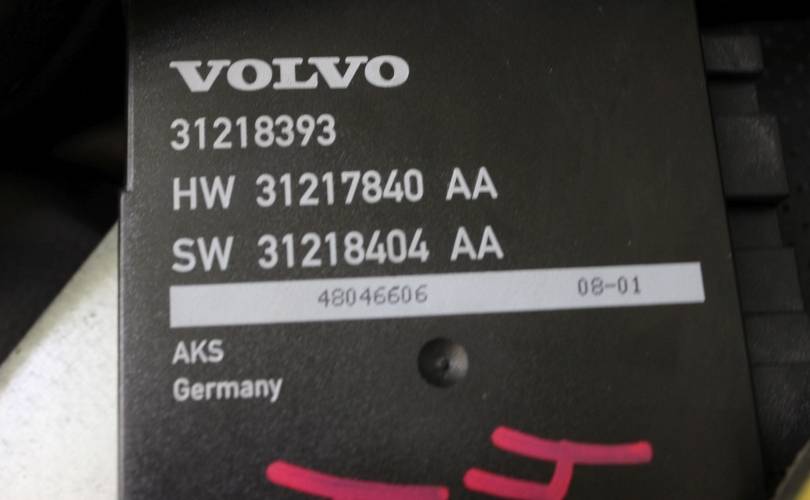 VOLVO
31218393
HW 31217840 AA
SW 31218404 AA
48046606 08-01
AKS
Germany